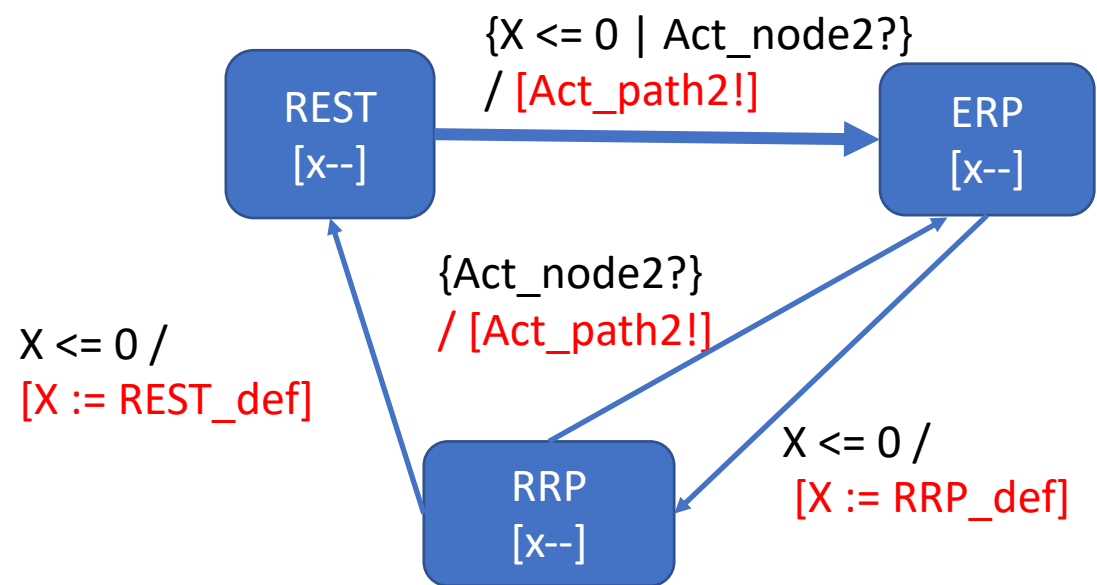 {X <= 0 | Act_node2?}
/ [Act_path2!]
REST
[x--]
ERP
[x--]
{Act_node2?}
/ [Act_path2!]
X <= 0 /
[X := REST_def]
X <= 0 /
[X := RRP_def]
RRP
[x--]